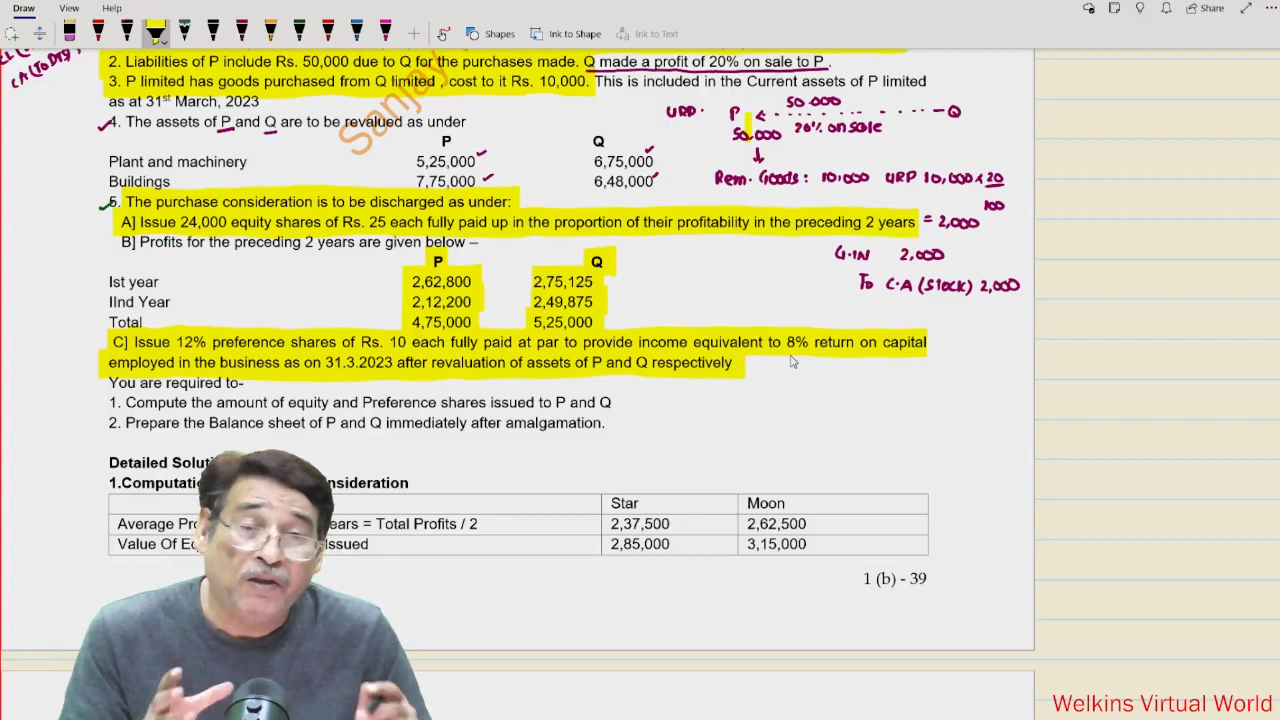 Draw View Help
Shapes Ink to Shape Ink to Text Share
CA (To Drs)
2. Liabilities of P include Rs. 50,000 due to Q for the purchases made. Q made a profit of 20% on sale to P.
3. P limited has goods purchased from Q limited , cost to it Rs. 10,000. This is included in the Current assets of P limited
as at 31st March, 2023
URP. P 50.000 Q
4. The assets of P and Q are to be revalued as under
50.000 20% on sale
P Q
Plant and machinery 5,25,000 6,75,000
Buildings 7,75,000 6,48,000
Rem. Goods: 10.000 URP 10,000 x 20
100
= 2,000
5. The purchase consideration is to be discharged as under:
A] Issue 24,000 equity shares of Rs. 25 each fully paid up in the proportion of their profitability in the preceding 2 years
B] Profits for the preceding 2 years are given below –
G.IN 2,000
To C.A (Stock) 2,000
P Q
Ist year 2,62,800 2,75,125
IInd Year 2,12,200 2,49,875
Total 4,75,000 5,25,000
C] Issue 12% preference shares of Rs. 10 each fully paid at par to provide income equivalent to 8% return on capital
employed in the business as on 31.3.2023 after revaluation of assets of P and Q respectively
You are required to-
1. Compute the amount of equity and Preference shares issued to P and Q
2. Prepare the Balance sheet of P and Q immediately after amalgamation.
Sanjay
Detailed Solu
1.Computa onsideration
Star Moon
Average Pr ears = Total Profits / 2 2,37,500 2,62,500
Value Of E Issued 2,85,000 3,15,000
1 (b) - 39
Welkins Virtual World